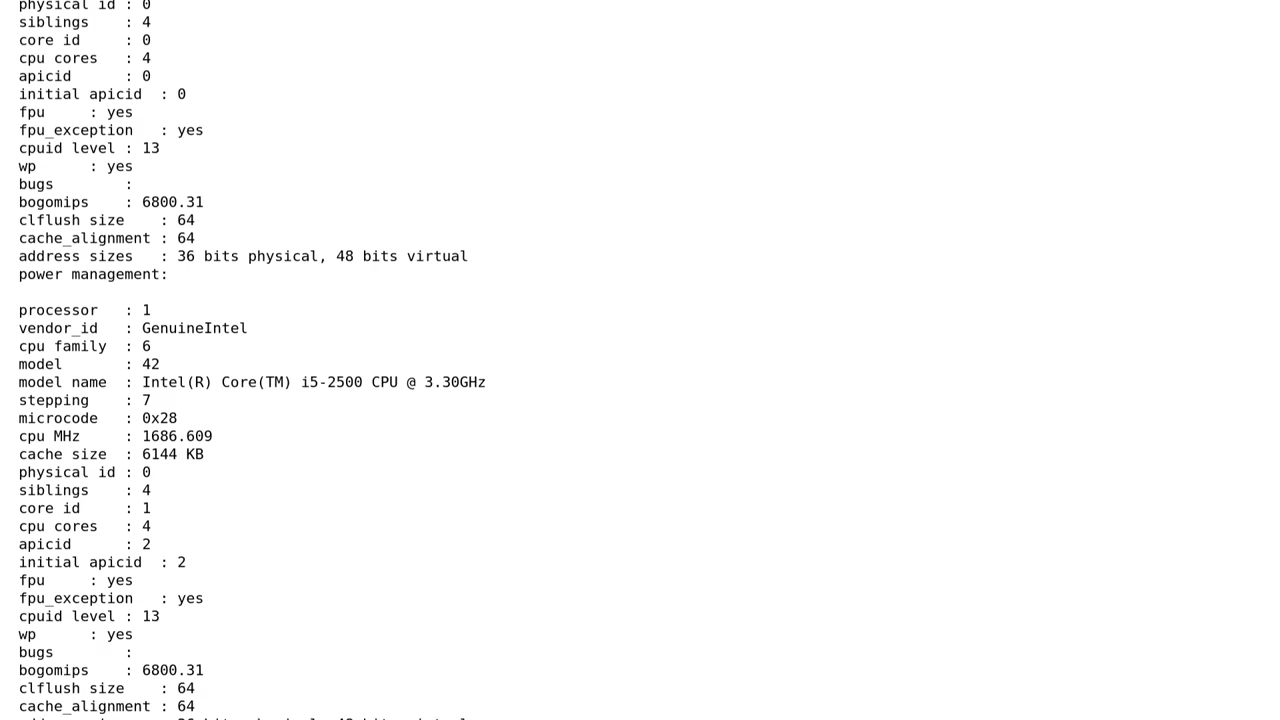 physical id : 0
siblings    : 4
core id     : 0
cpu cores   : 4
apicid      : 0
initial apicid  : 0
fpu     : yes
fpu_exception   : yes
cpuid level : 13
wp      : yes
bugs        :
bogomips    : 6800.31
clflush size    : 64
cache_alignment : 64
address sizes   : 36 bits physical, 48 bits virtual
power management:

processor   : 1
vendor_id   : GenuineIntel
cpu family  : 6
model       : 42
model name  : Intel(R) Core(TM) i5-2500 CPU @ 3.30GHz
stepping    : 7
microcode   : 0x28
cpu MHz     : 1686.609
cache size  : 6144 KB
physical id : 0
siblings    : 4
core id     : 1
cpu cores   : 4
apicid      : 2
initial apicid  : 2
fpu     : yes
fpu_exception   : yes
cpuid level : 13
wp      : yes
bugs        :
bogomips    : 6800.31
clflush size    : 64
cache_alignment : 64